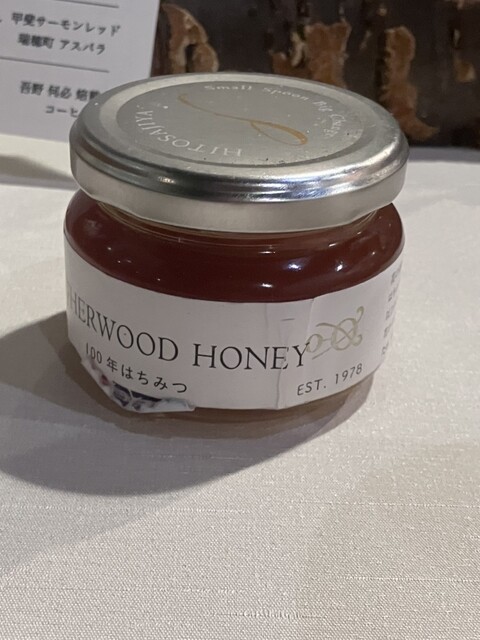 甲斐サーモンレッド
瑞穂町 アスパラ
吾野 何必 焙煎
コーヒ
Small Spoon Big Change
HITOSAJIYA
HERWOOD HONEY
100年はちみつ
EST. 1978